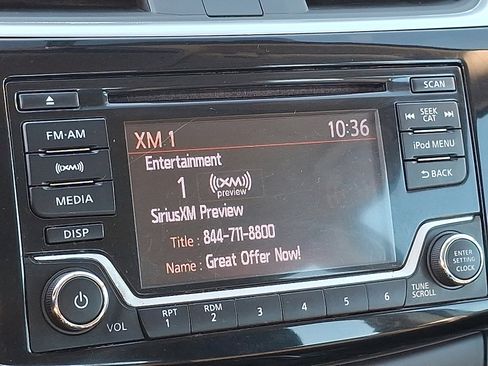 SCAN
FM·AM
XM
MEDIA
DISP
VOL
XM 1 10:36
Entertainment
1 XM preview
SiriusXM Preview
Title : 844-711-8800
Name : Great Offer Now!
SEEK
CAT
iPod MENU
BACK
ENTER
SETTING
CLOCK
TUNE
SCROLL
RPT
1
RDM
2
3
4
5
6